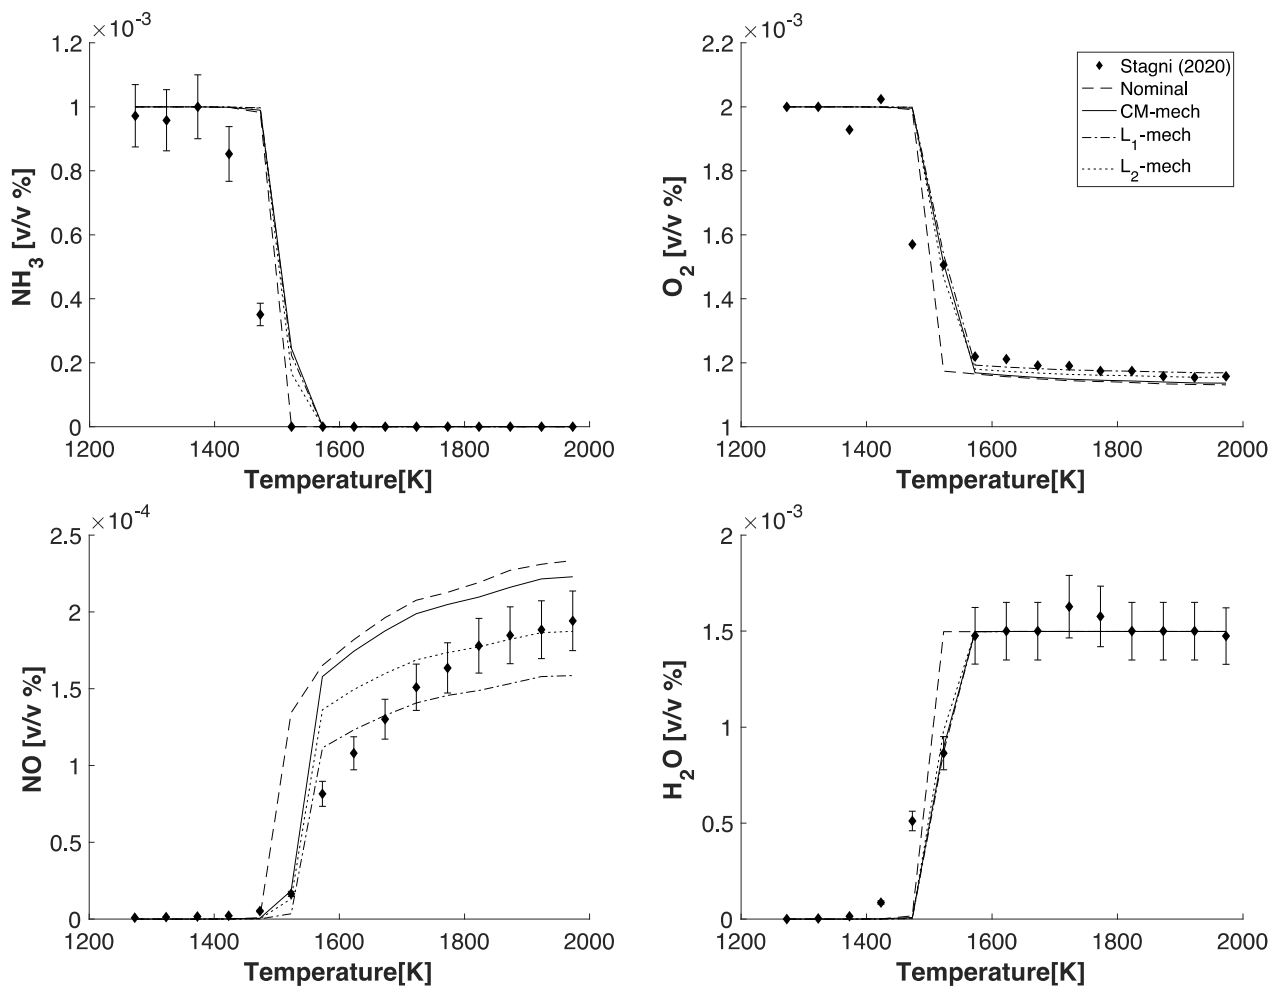 ×10-3
1.2
1
0.8
0.6
0.4
0.2
0
NH3 [v/v %]
1200 1400 1600 1800 2000
Temperature[K]
×10-3
2.2
2
1.8
1.6
1.4
1.2
1
O2 [v/v %]
1200 1400 1600 1800 2000
Temperature[K]
Stagni (2020)
Nominal
CM-mech
L1-mech
L2-mech
×10-4
2.5
2
1.5
1
0.5
0
NO [v/v %]
1200 1400 1600 1800 2000
Temperature[K]
×10-3
2
1.5
1
0.5
0
H2O [v/v %]
1200 1400 1600 1800 2000
Temperature[K]